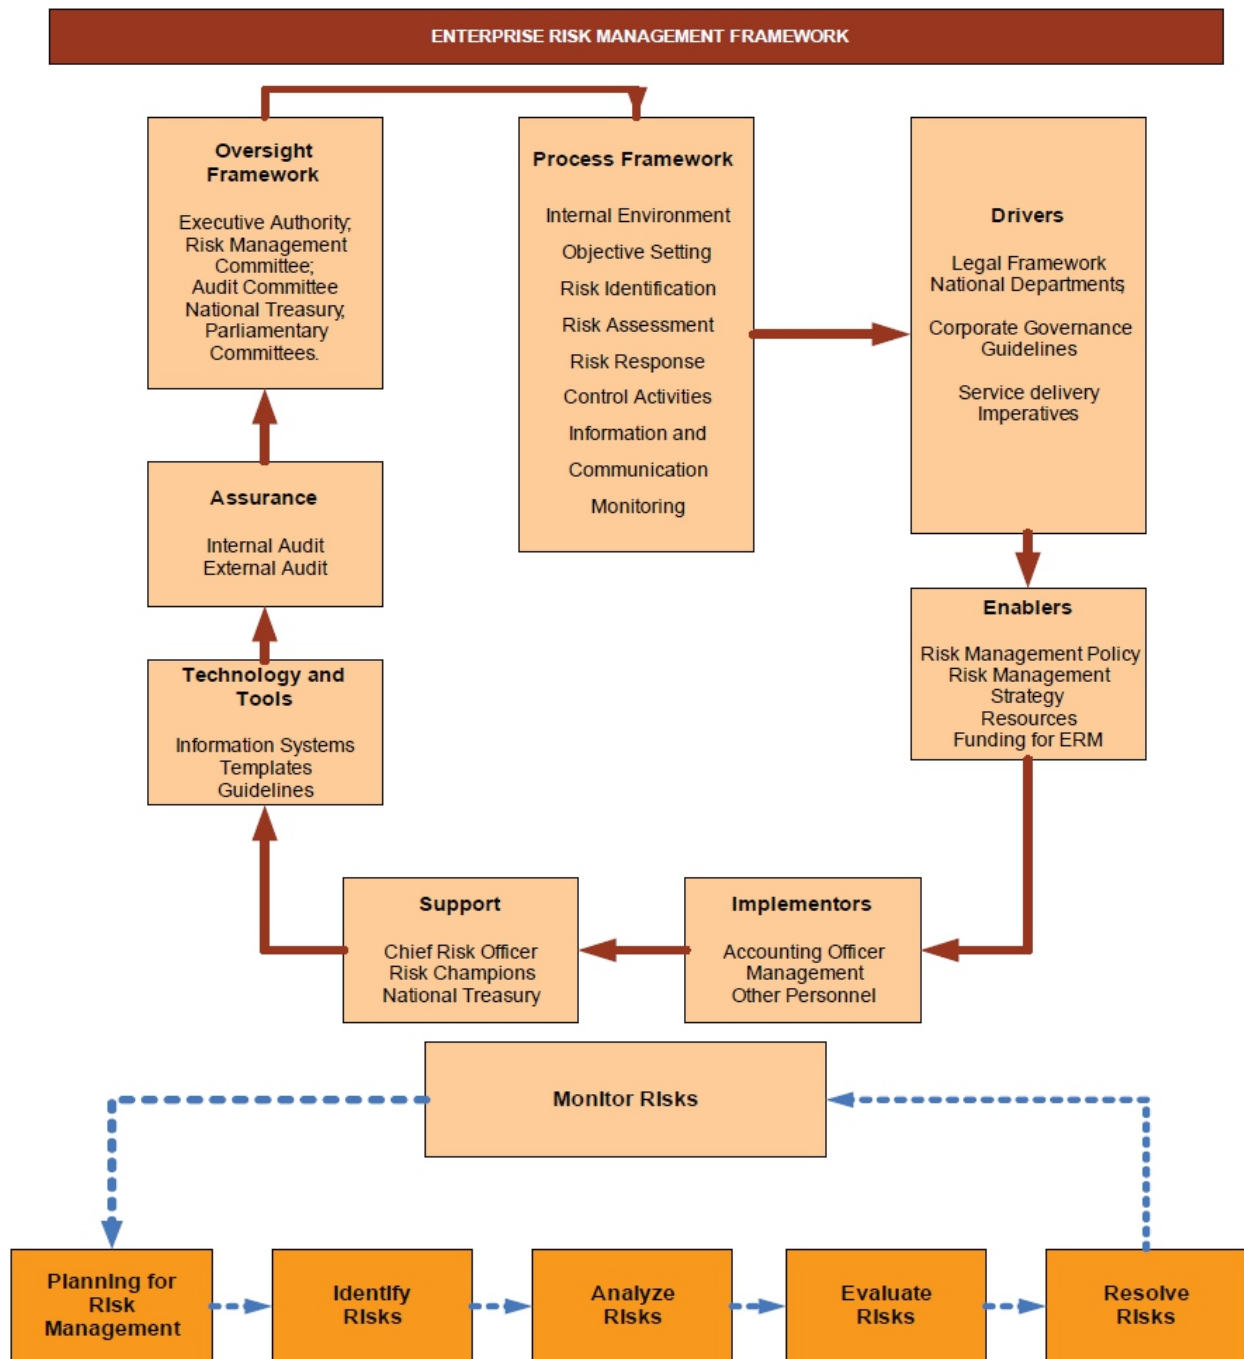 ENTERPRISE RISK MANAGEMENT FRAMEWORK
Oversight
Framework
Executive Authority;
Risk Management
Committee;
Audit Committee
National Treasury;
Parliamentary
Committees.
Process Framework
Internal Environment
Objective Setting
Risk Identification
Risk Assessment
Risk Response
Control Activities
Information and
Communication
Monitoring
Drivers
Legal Framework
National Departments,
Corporate Governance
Guidelines
Service delivery
Imperatives
Assurance
Internal Audit
External Audit
Enablers
Risk Management Policy
Risk Management
Strategy
Resources
Funding for ERM
Technology and
Tools
Information Systems
Templates
Guidelines
Support
Chief Risk Officer
Risk Champions
National Treasury
Implementors
Accounting Officer
Management
Other Personnel
Monitor Risks
Planning for
Risk
Management
Identify
Risks
Analyze
Risks
Evaluate
Risks
Resolve
Risks